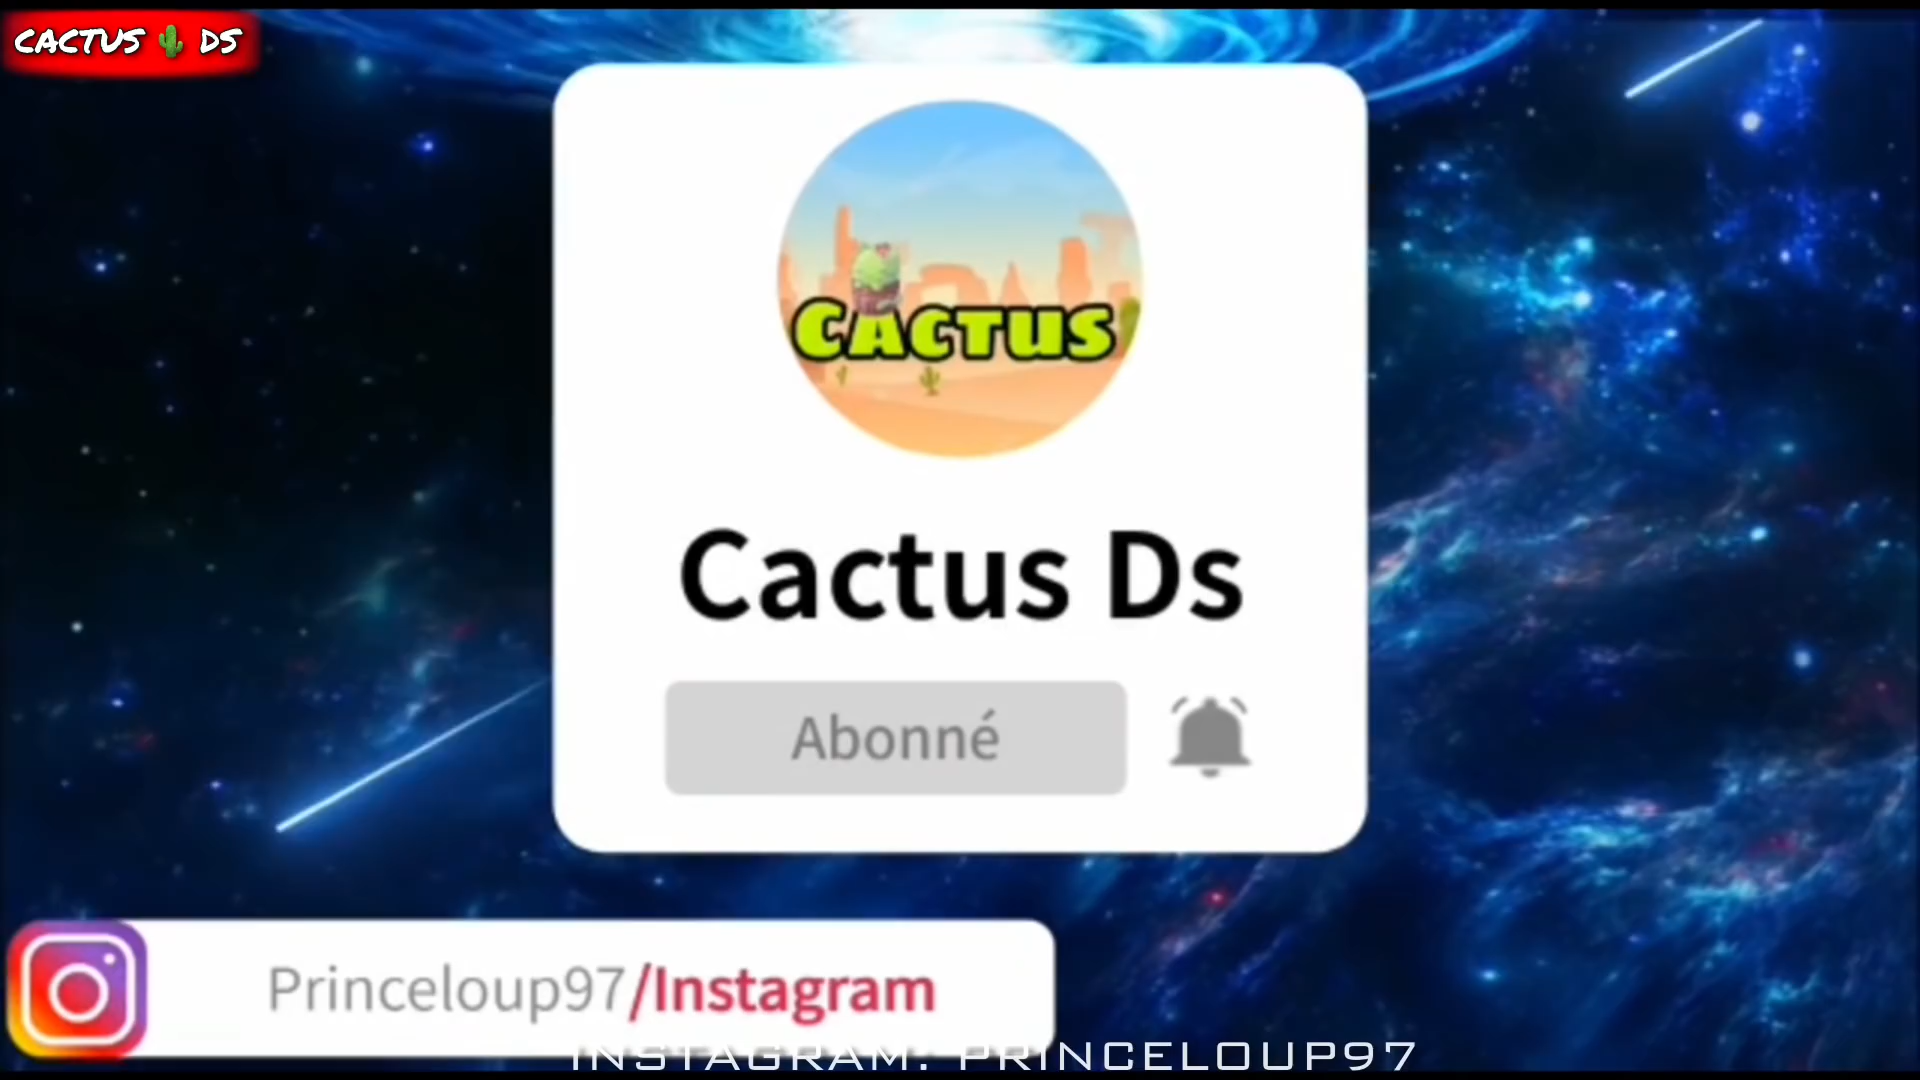 CACTUS 🌵 DS
CACTUS
Cactus Ds
Abonné
Princeloup97/Instagram
INSTAGRAM: PRINCELOUP97